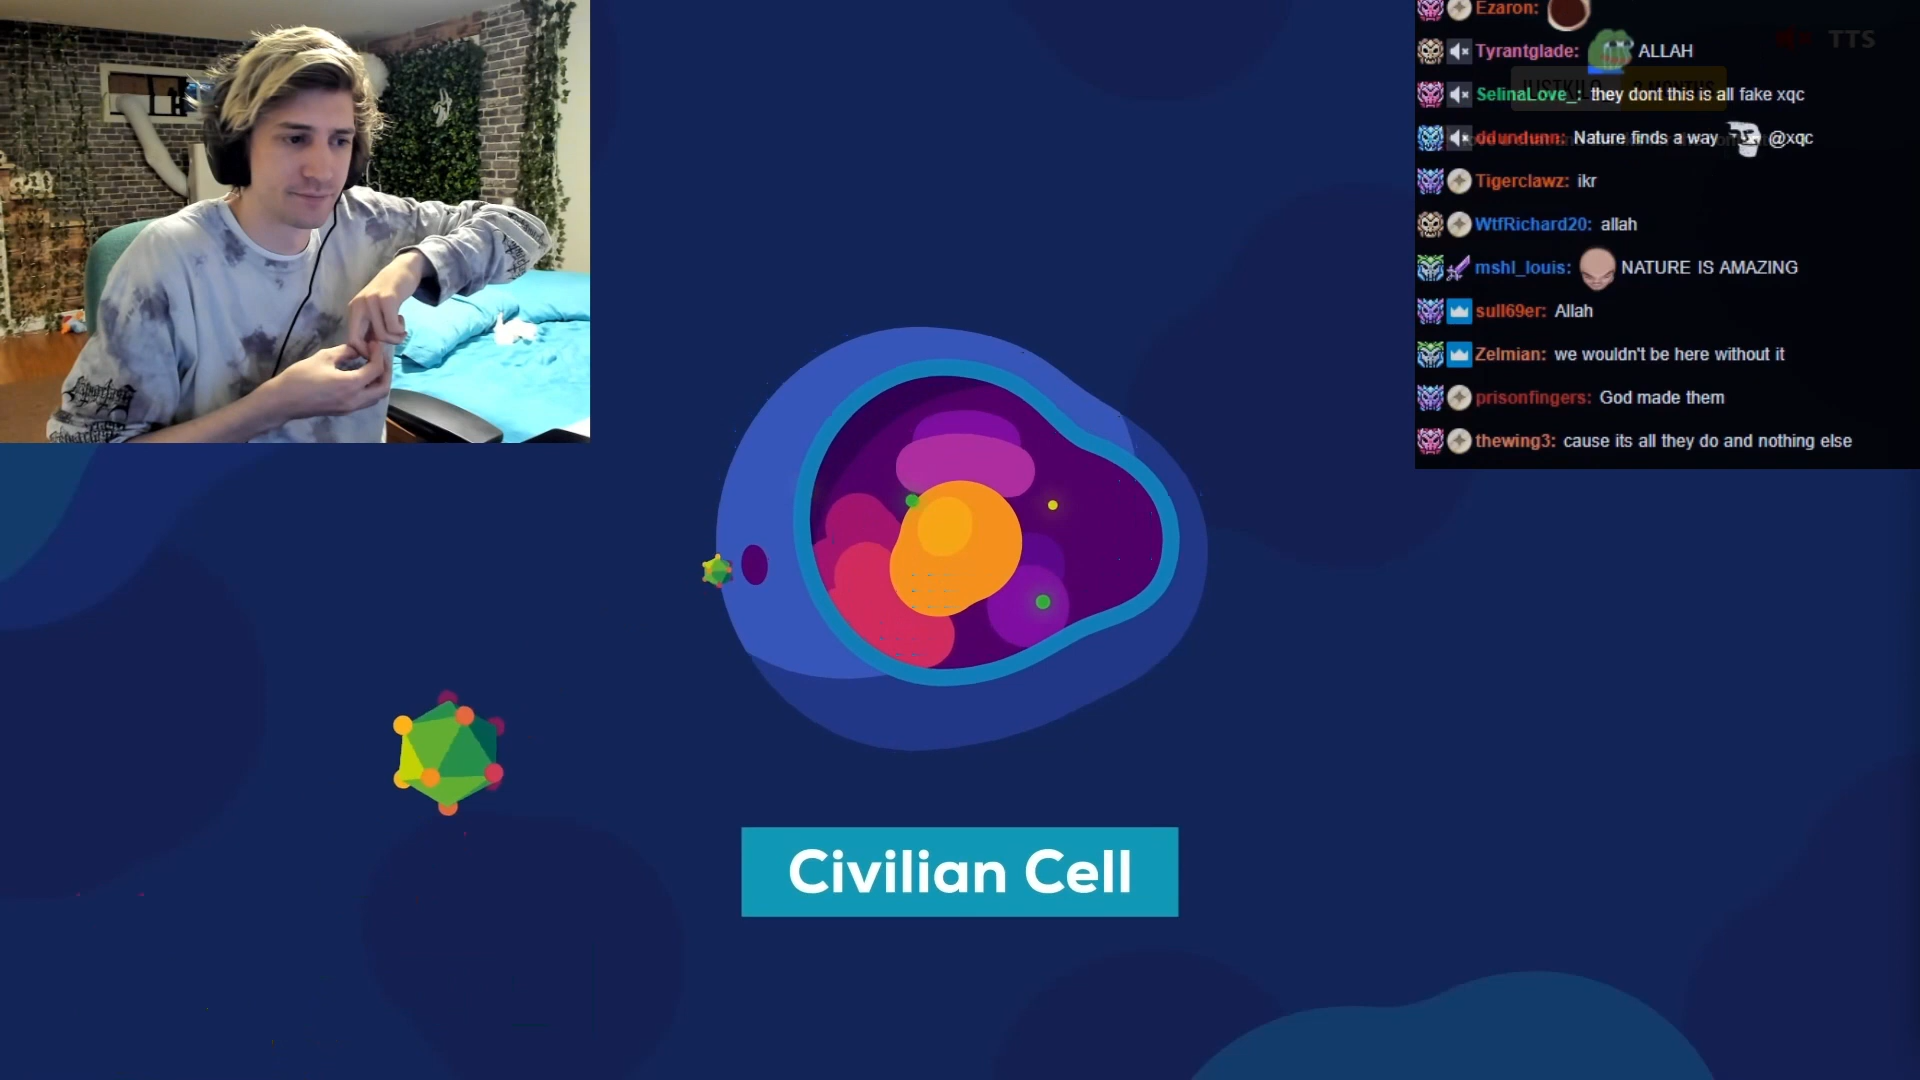 Ezaron:
TTS
Tyrantglade: ALLAH
SelinaLove_: they dont this is all fake xqc
ddundunn: Nature finds a way @xqc
Tigerclawz: ikr
WtfRichard20: allah
mshl_louis: NATURE IS AMAZING
sull69er: Allah
Zelmian: we wouldn't be here without it
prisonfingers: God made them
thewing3: cause its all they do and nothing else
Civilian Cell